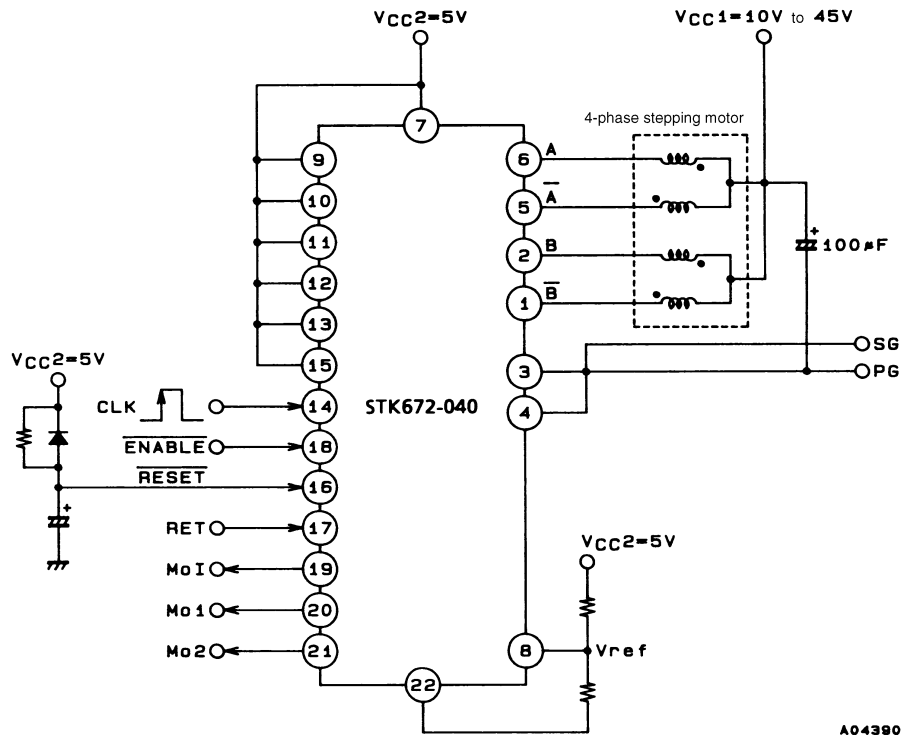 VCC2=5V
VCC1=10V to 45V
4-phase stepping motor
7
9
10
11
12
13
15
14
18
16
17
19
20
21
22
6
5
2
1
3
4
8
A
A̅
B
B̅
100µF
SG
PG
STK672-040
VCC2=5V
CLK
E̅N̅A̅B̅L̅E̅
R̅E̅S̅E̅T̅
+
+
RET
MoI
Mo1
Mo2
VCC2=5V
Vref
A04390